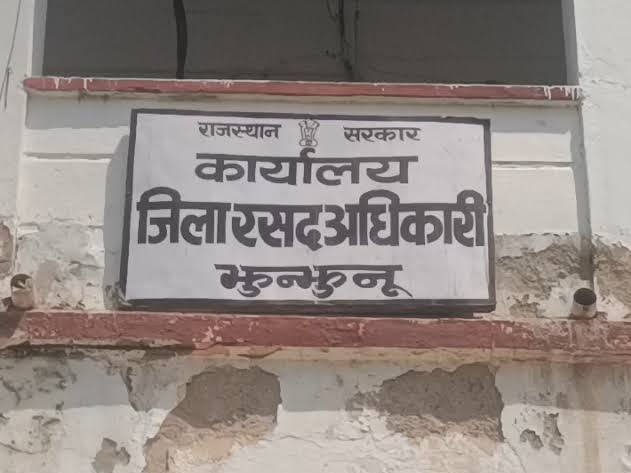 राजस्थान सरकार
कार्यालय
जिला रसद अधिकारी
झुन्झुनू